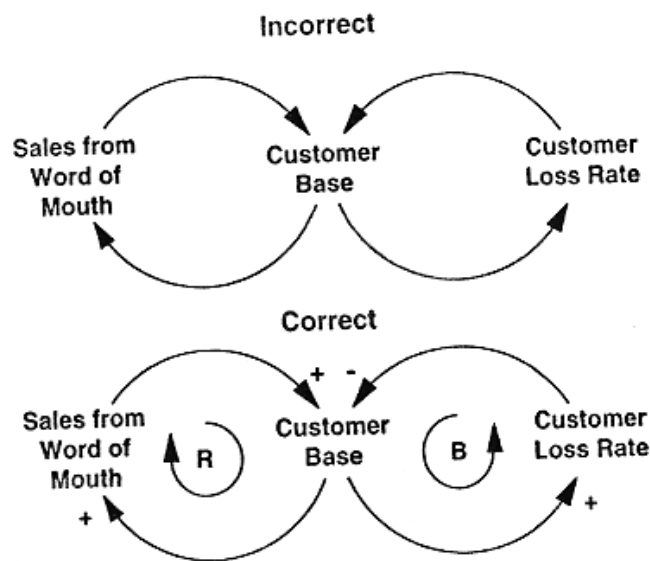 Incorrect
Sales from
Word of
Mouth
Customer
Base
Customer
Loss Rate
Correct
+ -
Sales from
Word of
Mouth
+
R
Customer
Base
B
Customer
Loss Rate
+